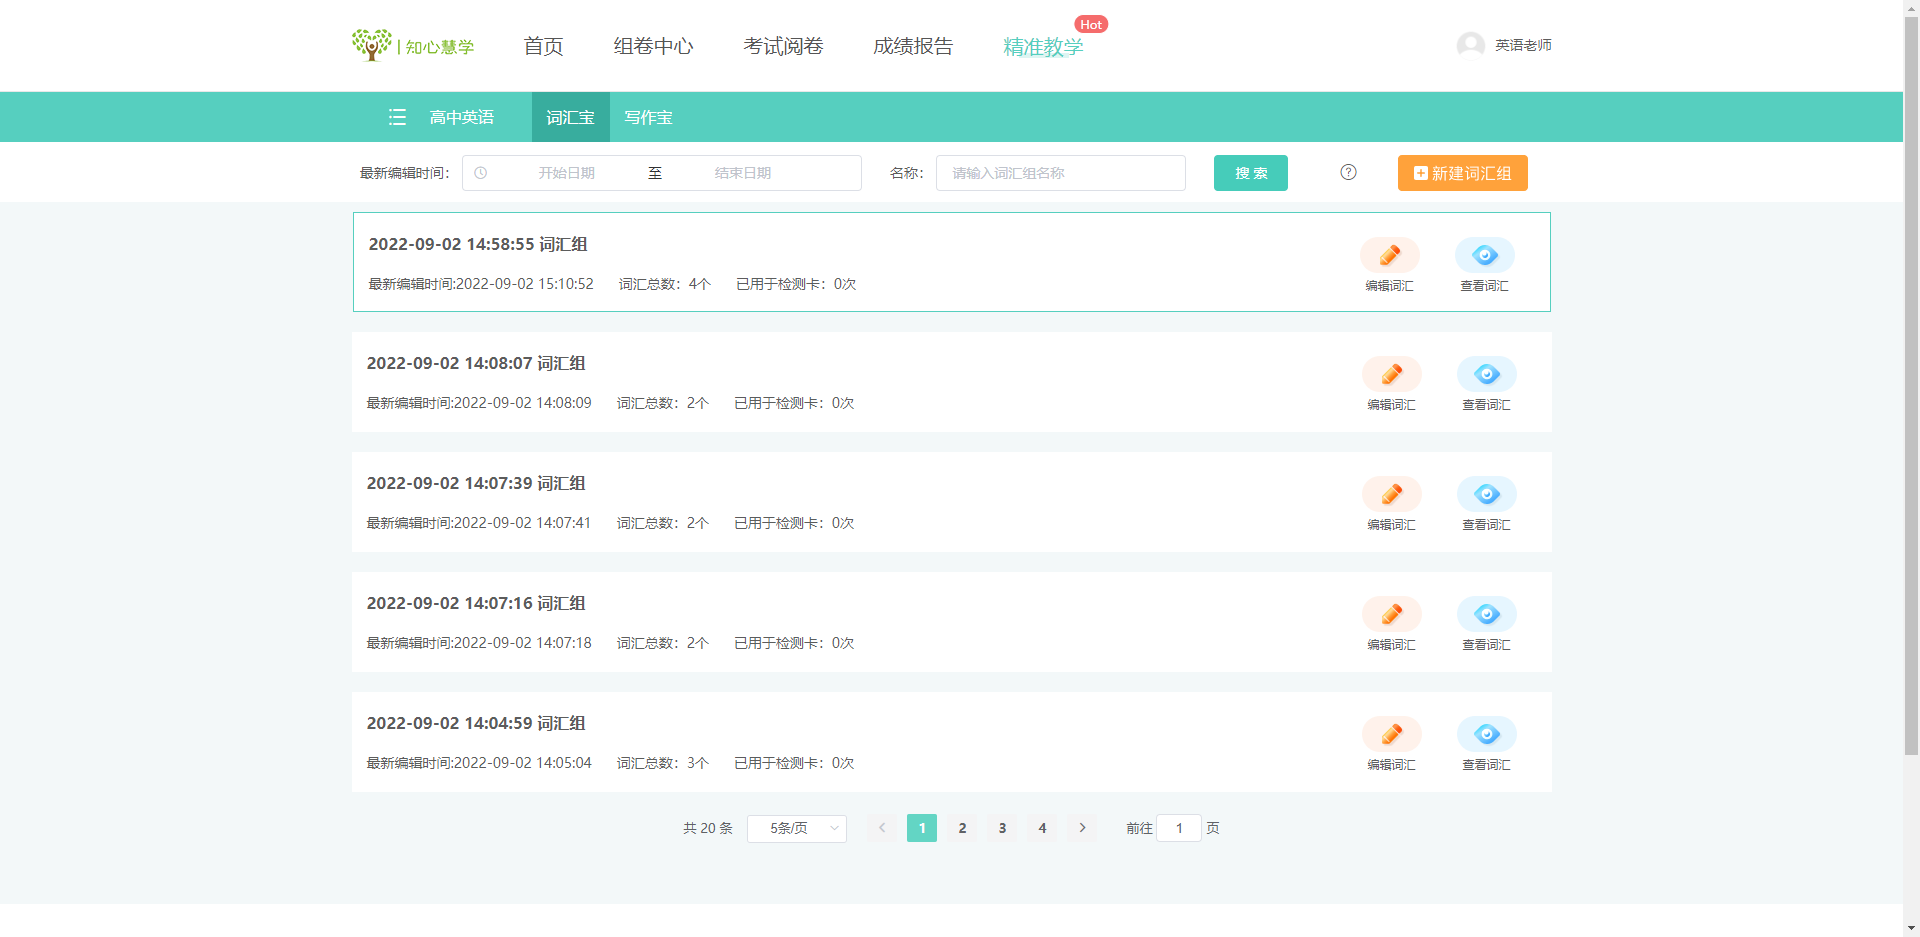 知心慧学 首页 组卷中心 考试阅卷 成绩报告 精准教学 Hot 英语老师
高中英语 词汇宝 写作宝
最新编辑时间： 开始日期 至 结束日期 名称： 请输入词汇组名称 搜索 ? 新建词汇组
2022-09-02 14:58:55 词汇组
最新编辑时间:2022-09-02 15:10:52 词汇总数：4个 已用于检测卡：0次 编辑词汇 查看词汇
2022-09-02 14:08:07 词汇组
最新编辑时间:2022-09-02 14:08:09 词汇总数：2个 已用于检测卡：0次 编辑词汇 查看词汇
2022-09-02 14:07:39 词汇组
最新编辑时间:2022-09-02 14:07:41 词汇总数：2个 已用于检测卡：0次 编辑词汇 查看词汇
2022-09-02 14:07:16 词汇组
最新编辑时间:2022-09-02 14:07:18 词汇总数：2个 已用于检测卡：0次 编辑词汇 查看词汇
2022-09-02 14:04:59 词汇组
最新编辑时间:2022-09-02 14:05:04 词汇总数：3个 已用于检测卡：0次 编辑词汇 查看词汇
共 20 条 5条/页 1 2 3 4 前往 1 页